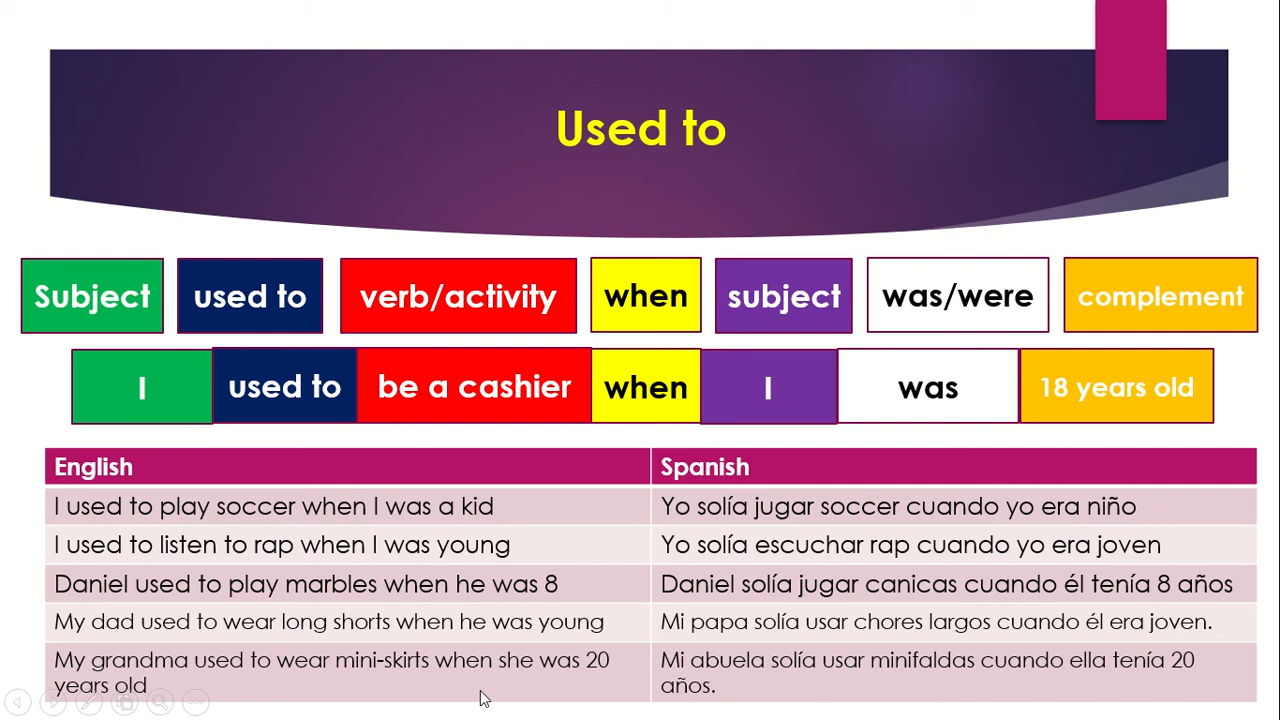 Used to
Subject used to verb/activity when subject was/were complement
I used to be a cashier when I was 18 years old
English Spanish
I used to play soccer when I was a kid Yo solía jugar soccer cuando yo era niño
I used to listen to rap when I was young Yo solía escuchar rap cuando yo era joven
Daniel used to play marbles when he was 8 Daniel solía jugar canicas cuando él tenía 8 años
My dad used to wear long shorts when he was young Mi papa solía usar chores largos cuando él era joven.
My grandma used to wear mini-skirts when she was 20
years old
Mi abuela solía usar minifaldas cuando ella tenía 20
años.